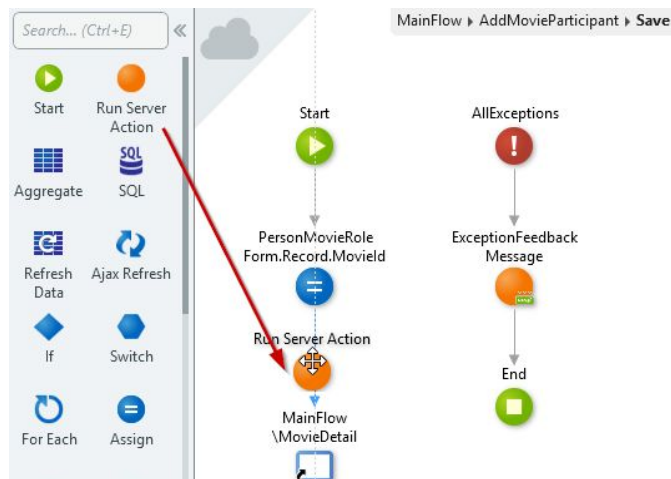 Search... (Ctrl+E)
MainFlow AddMovieParticipant Save
Start
Run Server
Action
SQL
Aggregate
SQL
Refresh
Data
Ajax Refresh
If
Switch
For Each
Assign
Start
PersonMovieRole
Form.Record.MovieId
Run Server Action
MainFlow
\MovieDetail
AllExceptions
ExceptionFeedback
Message
End